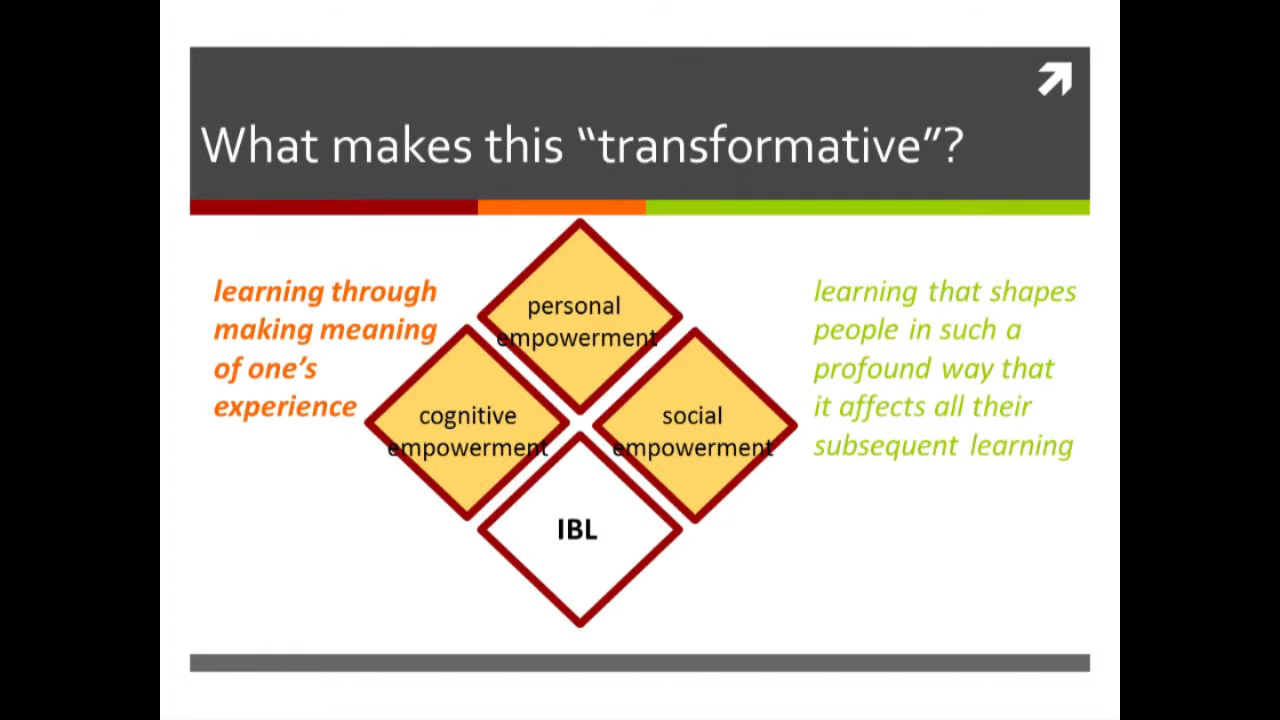 What makes this “transformative”?
learning through
making meaning
of one’s
experience
personal
empowerment
cognitive
empowerment
social
empowerment
IBL
learning that shapes
people in such a
profound way that
it affects all their
subsequent learning